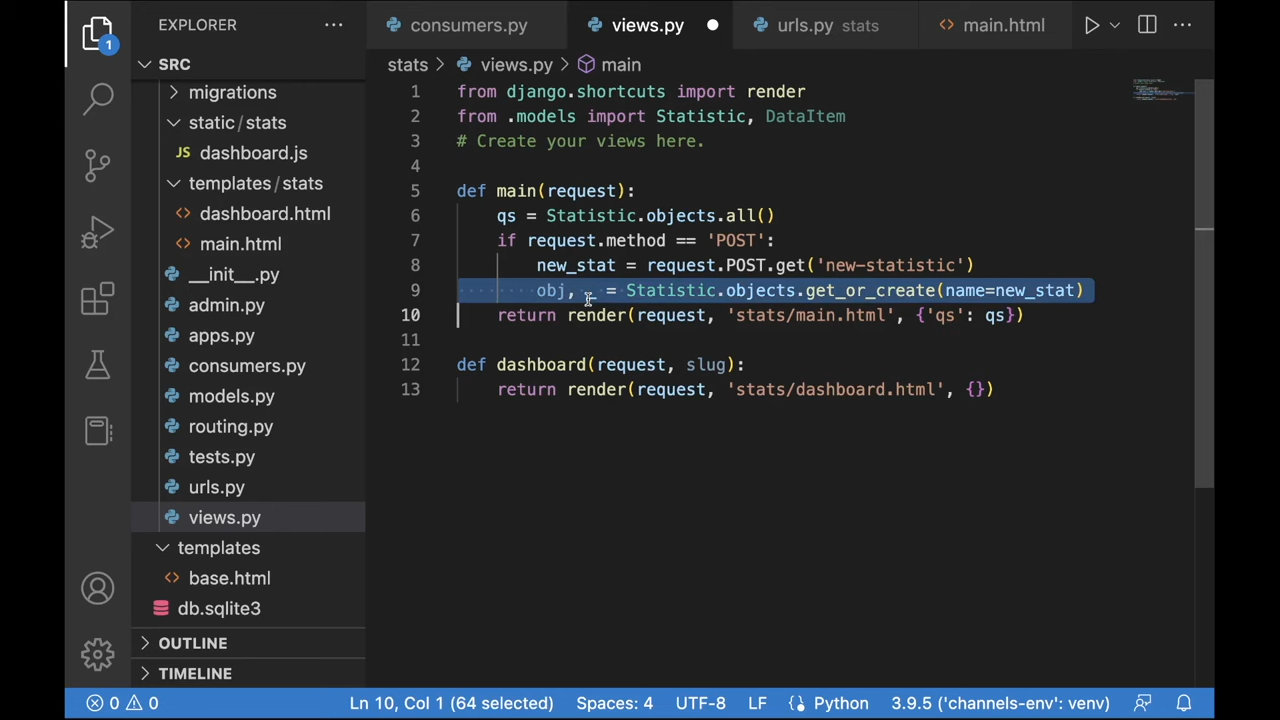 EXPLORER
consumers.py
views.py
urls.py stats
main.html
1
SRC
migrations
static/stats
JS dashboard.js
templates/stats
dashboard.html
main.html
__init__.py
admin.py
apps.py
consumers.py
models.py
routing.py
tests.py
urls.py
views.py
templates
base.html
db.sqlite3
OUTLINE
TIMELINE
stats > views.py > main
1 from django.shortcuts import render
2 from .models import Statistic, DataItem
3 # Create your views here.
4
5 def main(request):
6 qs = Statistic.objects.all()
7 if request.method == 'POST':
8 new_stat = request.POST.get('new-statistic')
9 obj, _ = Statistic.objects.get_or_create(name=new_stat)
10 return render(request, 'stats/main.html', {'qs': qs})
11
12 def dashboard(request, slug):
13 return render(request, 'stats/dashboard.html', {})
0 0 Ln 10, Col 1 (64 selected) Spaces: 4 UTF-8 LF Python 3.9.5 ('channels-env': venv)